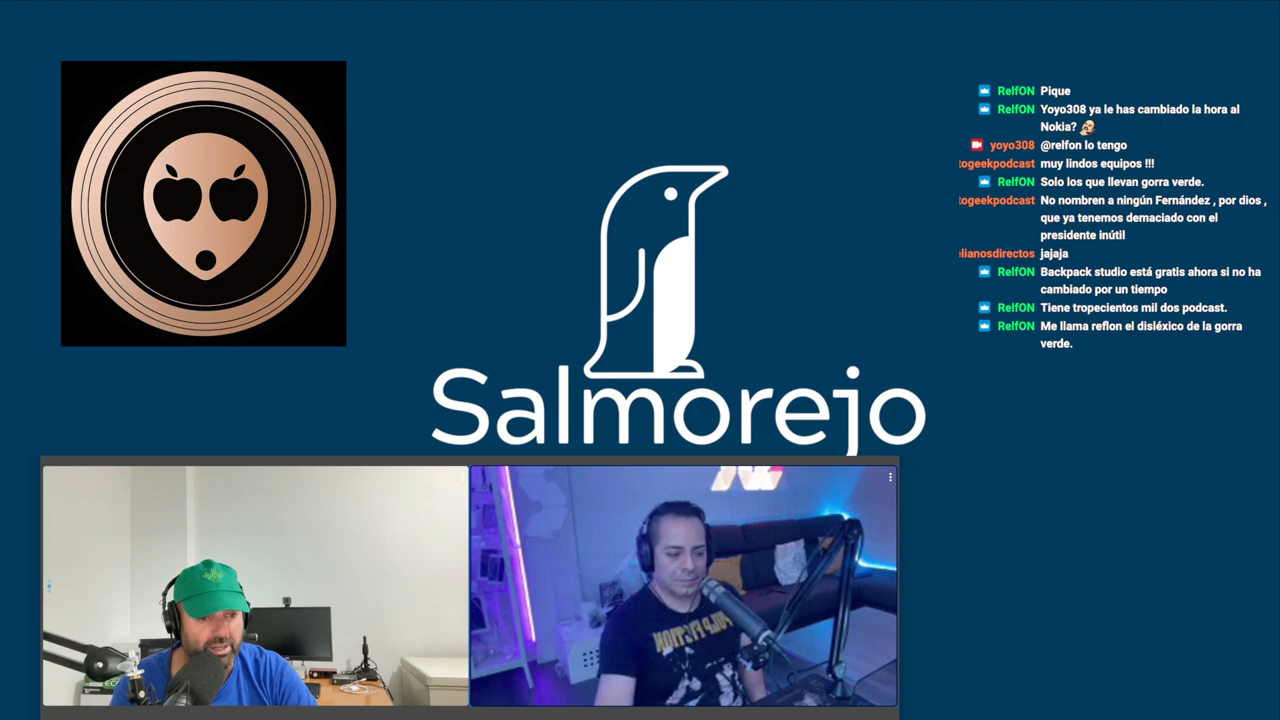 RelfON Pique
RelfON Yoyo308 ya le has cambiado la hora al
Nokia?
yoyo308 @relfon lo tengo
togeekpodcast muy lindos equipos !!!
RelfON Solo los que llevan gorra verde.
togeekpodcast No nombren a ningún Fernández , por dios ,
que ya tenemos demaciado con el
presidente inútil
elianosdirectos jajaja
RelfON Backpack studio está gratis ahora si no ha
cambiado por un tiempo
RelfON Tiene tropecientos mil dos podcast.
RelfON Me llama reflon el disléxico de la gorra
verde.
Salmorejo
PULP FICTION